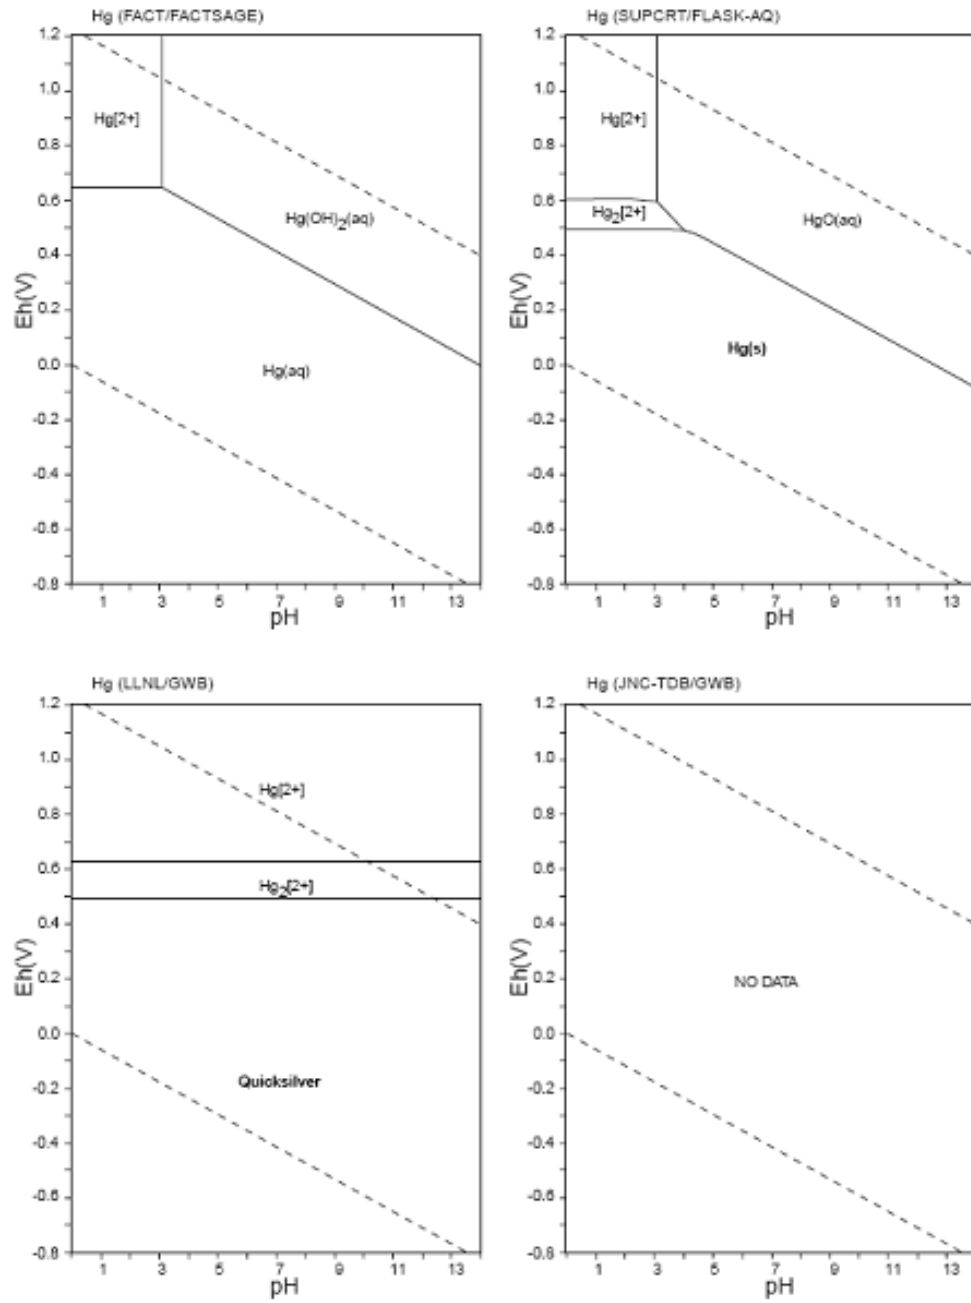 Hg (FACT/FACTSAGE)
1.2
1.0
0.8
0.6
0.4
0.2
0.0
-0.2
-0.4
-0.6
-0.8
Eh(V)
Hg[2+]
Hg(OH)2(aq)
Hg(aq)
1 3 5 7 9 11 13
pH
Hg (SUPCRT/FLASK-AQ)
1.2
1.0
0.8
0.6
0.4
0.2
0.0
-0.2
-0.4
-0.6
-0.8
Eh(V)
Hg[2+]
Hg2[2+]
HgO(aq)
Hg(s)
1 3 5 7 9 11 13
pH
Hg (LLNL/GWB)
1.2
1.0
0.8
0.6
0.4
0.2
0.0
-0.2
-0.4
-0.6
-0.8
Eh(V)
Hg[2+]
Hg2[2+]
Quicksilver
1 3 5 7 9 11 13
pH
Hg (JNC-TDB/GWB)
1.2
1.0
0.8
0.6
0.4
0.2
0.0
-0.2
-0.4
-0.6
-0.8
Eh(V)
NO DATA
1 3 5 7 9 11 13
pH